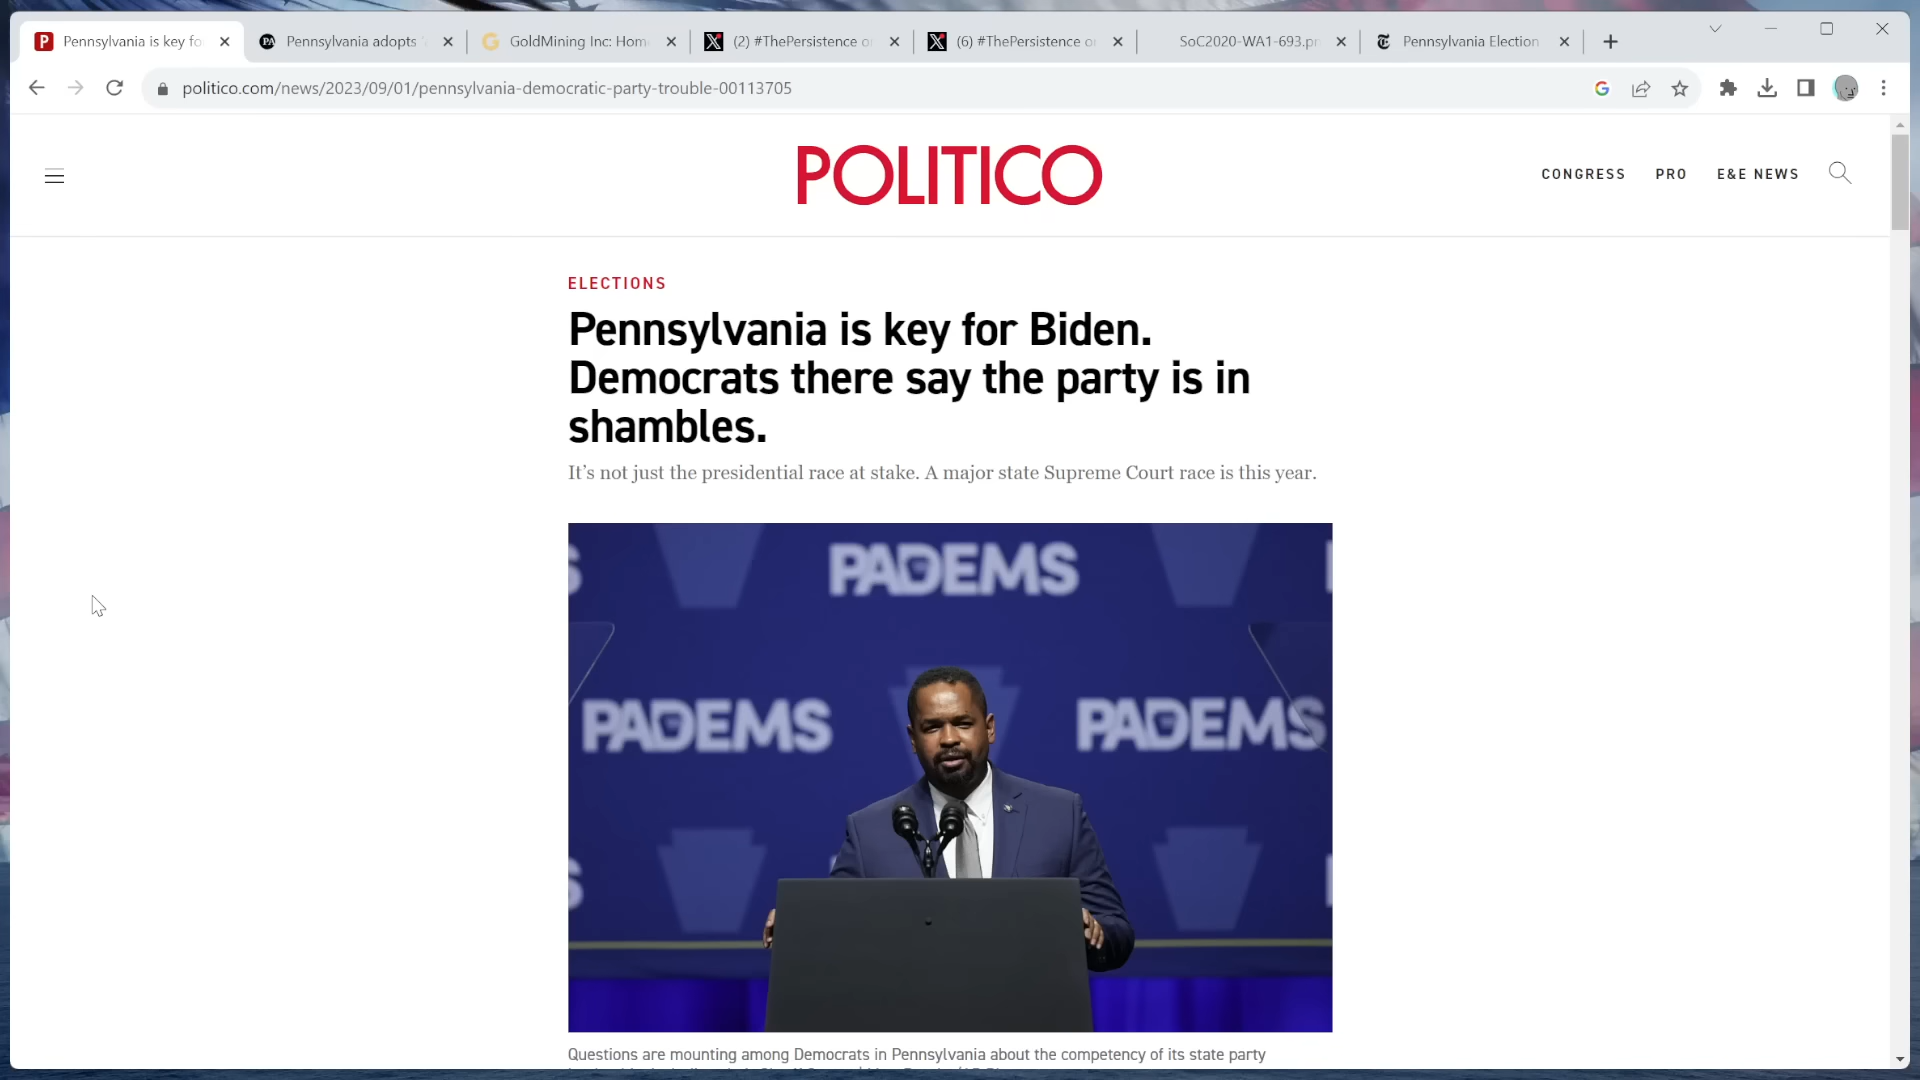 Pennsylvania is key fo
Pennsylvania adopts
GoldMining Inc: Hom
(2) #ThePersistence o
(6) #ThePersistence o
SoC2020-WA1-693.p
Pennsylvania Election
politico.com/news/2023/09/01/pennsylvania-democratic-party-trouble-00113705
POLITICO
CONGRESS PRO E&E NEWS
ELECTIONS
Pennsylvania is key for Biden.
Democrats there say the party is in
shambles.
It's not just the presidential race at stake. A major state Supreme Court race is this year.
PADEMS
PADEMS PADEMS
Questions are mounting among Democrats in Pennsylvania about the competency of its state party